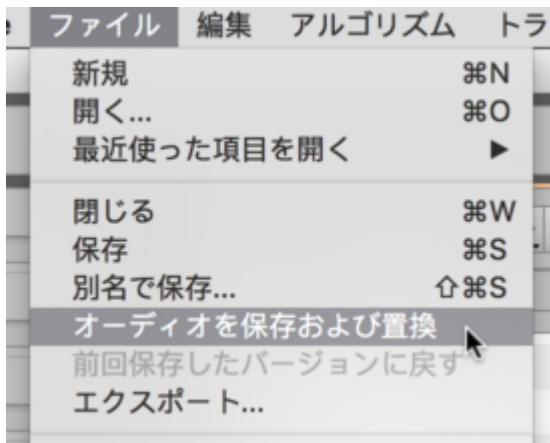 ファイル 編集 アルゴリズム トラ
新規 ⌘N
開く... ⌘O
最近使った項目を開く ▶
閉じる ⌘W
保存 ⌘S
別名で保存... ⇧⌘S
オーディオを保存および置換
前回保存したバージョンに戻す
エクスポート...